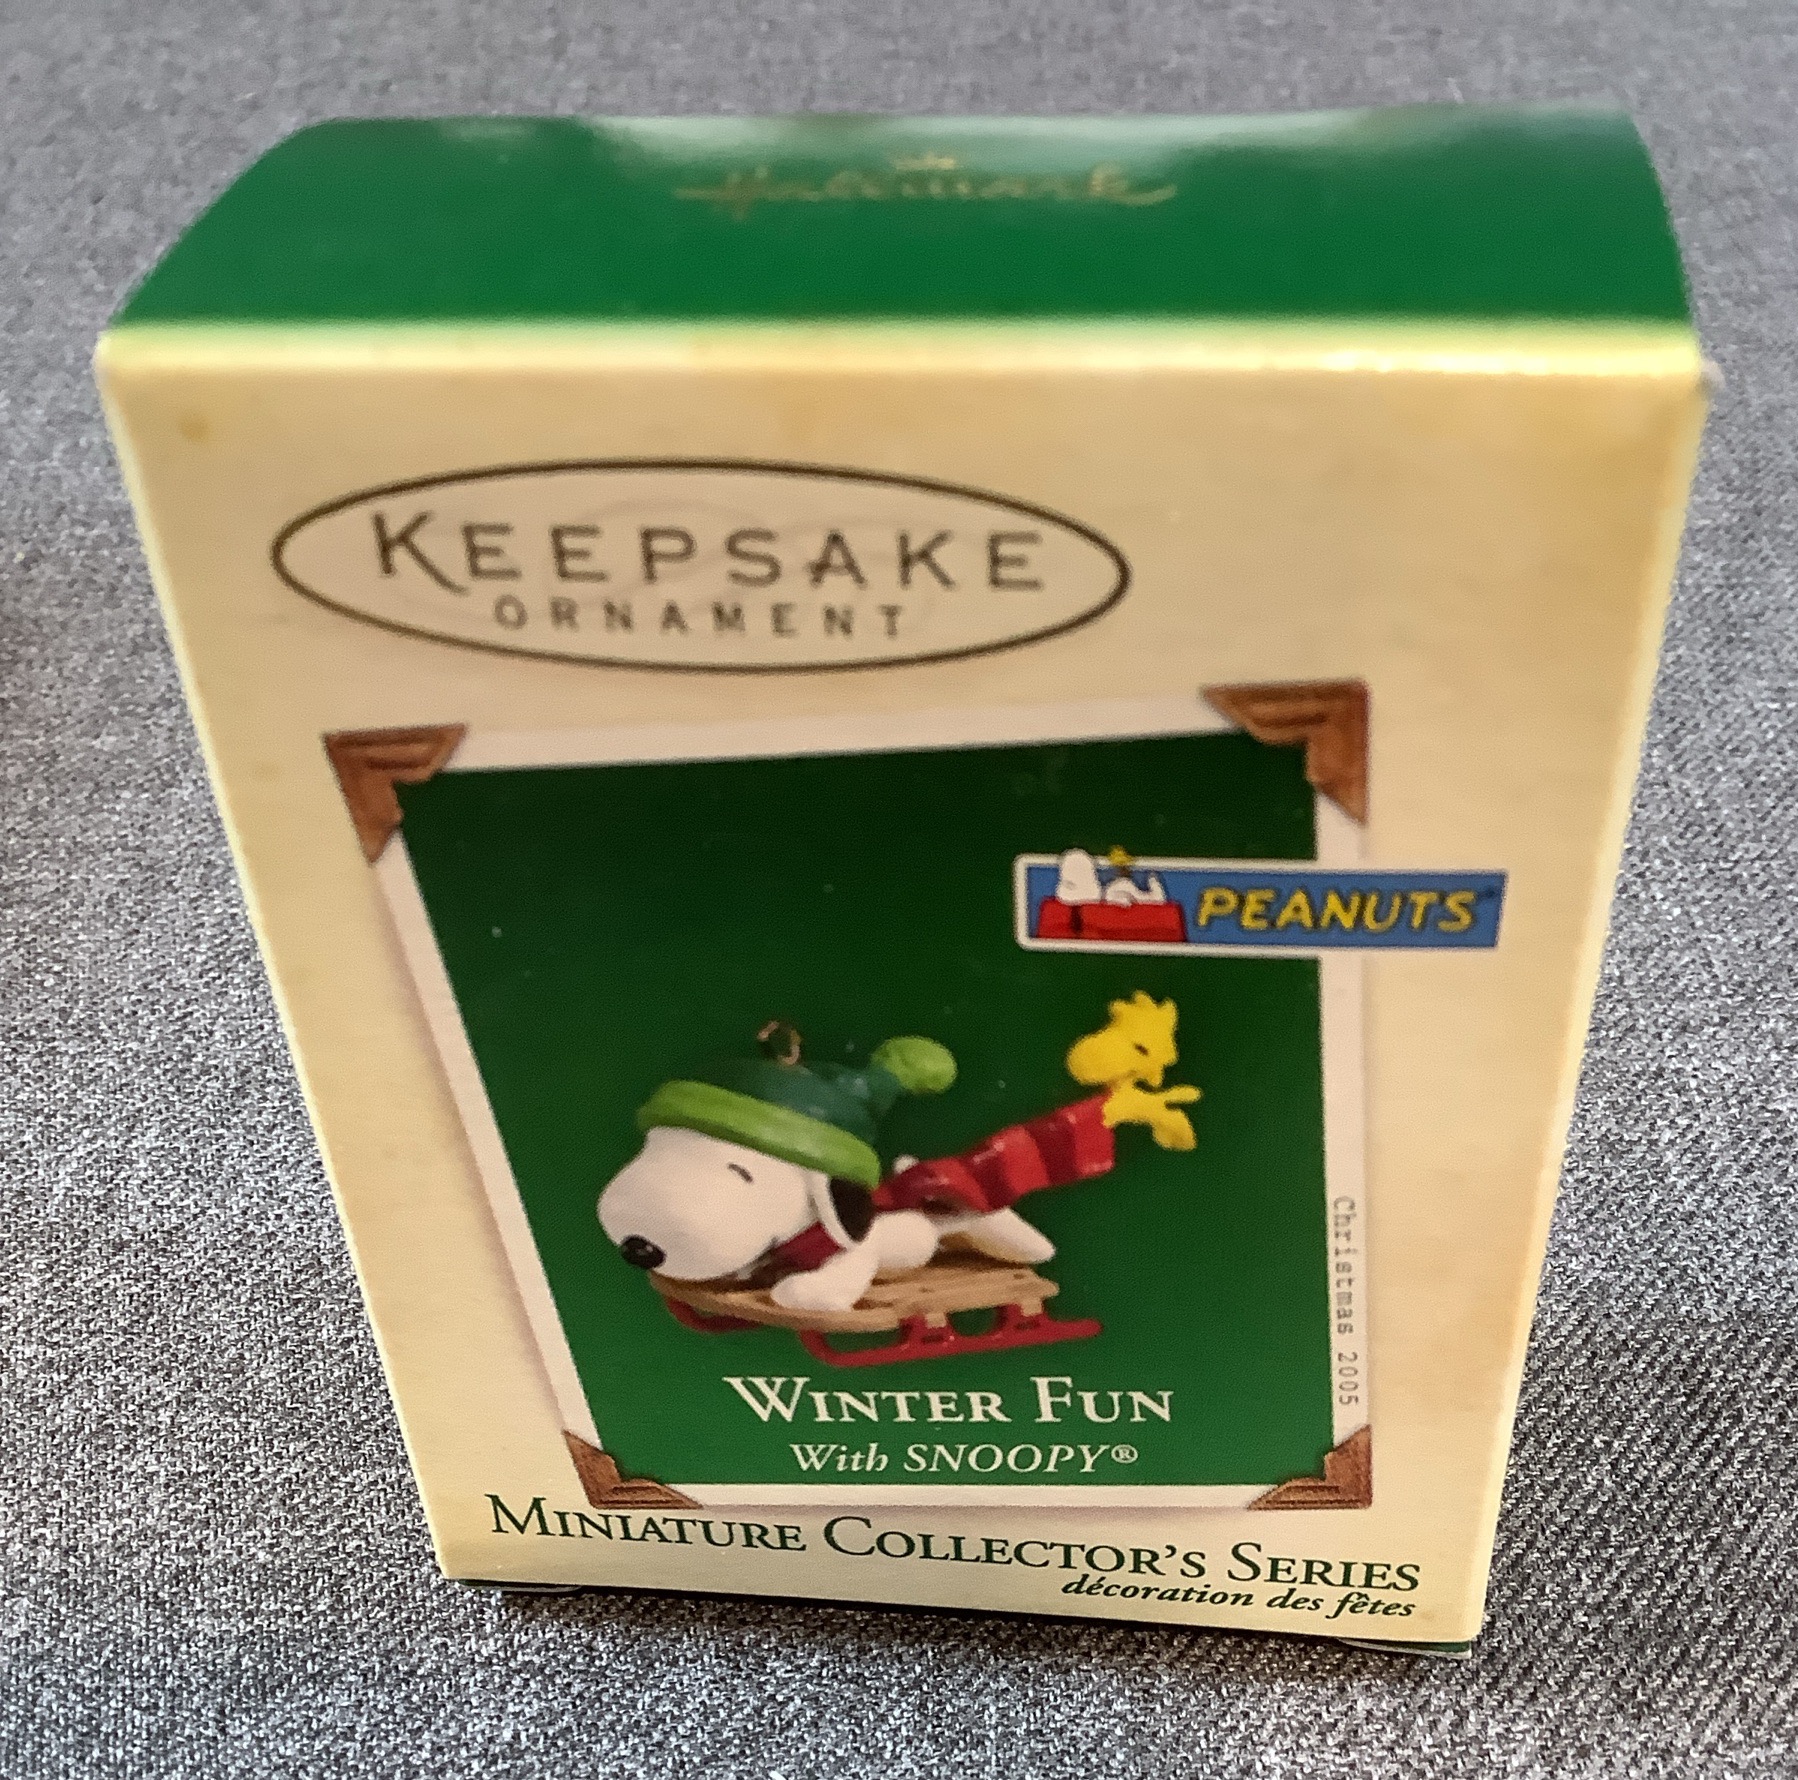 Hallmark
KEEPSAKE
ORNAMENT
PEANUTS
Christmas 2005
WINTER FUN
With SNOOPY®
MINIATURE COLLECTOR'S SERIES
décoration des fêtes